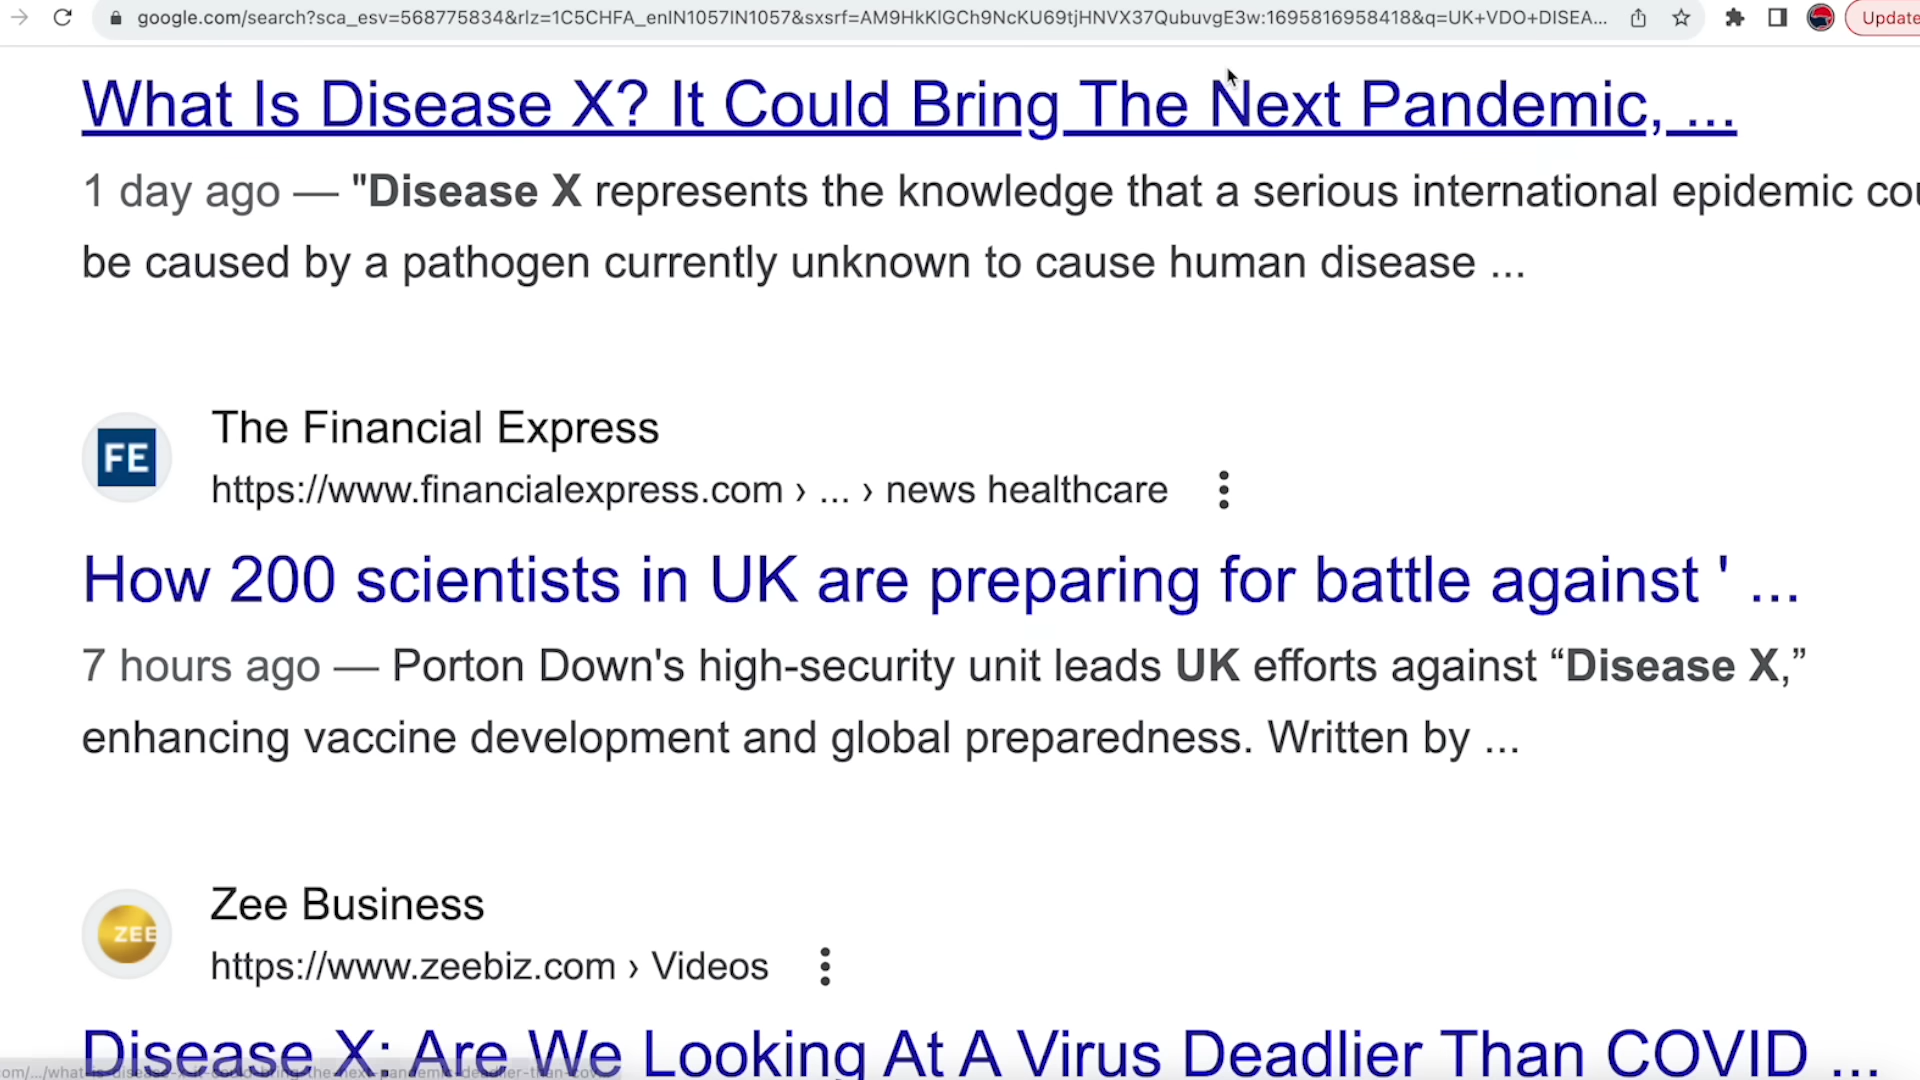 google.com/search?sca_esv=568775834&rlz=1C5CHFA_enIN1057IN1057&sxsrf=AM9HkKlGCh9NcKU69tjHNVX37QubuvgE3w:1695816958418&q=UK+VDO+DISEA...
Update
What Is Disease X? It Could Bring The Next Pandemic, ...
1 day ago — "Disease X represents the knowledge that a serious international epidemic cou
be caused by a pathogen currently unknown to cause human disease ...
FE
The Financial Express
https://www.financialexpress.com › ... › news healthcare
How 200 scientists in UK are preparing for battle against ' ...
7 hours ago — Porton Down's high-security unit leads UK efforts against “Disease X,”
enhancing vaccine development and global preparedness. Written by ...
ZEE
Zee Business
https://www.zeebiz.com › Videos
Disease X: Are We Looking At A Virus Deadlier Than COVID ...